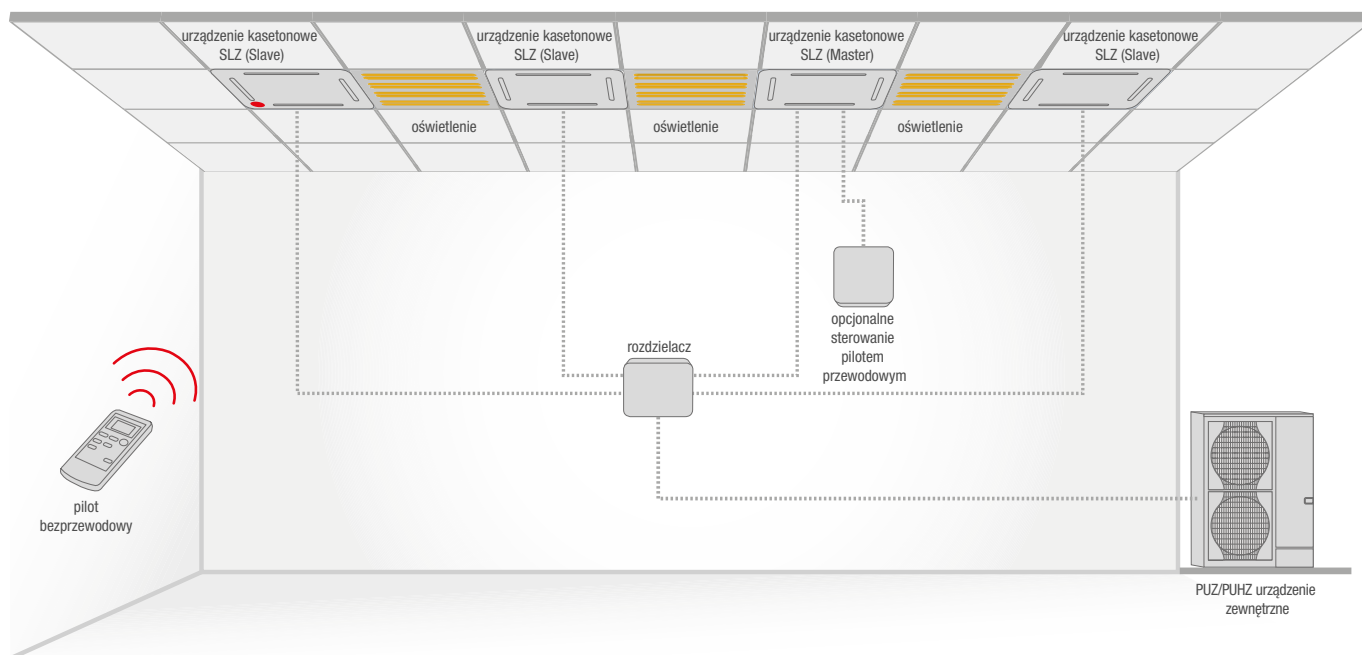 urządzenie kasetonowe
SLZ (Slave)
urządzenie kasetonowe
SLZ (Slave)
urządzenie kasetonowe
SLZ (Master)
urządzenie kasetonowe
SLZ (Slave)
oświetlenie
oświetlenie
oświetlenie
opcjonalne
sterowanie
pilotem
przewodowym
rozdzielacz
pilot
bezprzewodowy
PUZ/PUHZ urządzenie
zewnętrzne